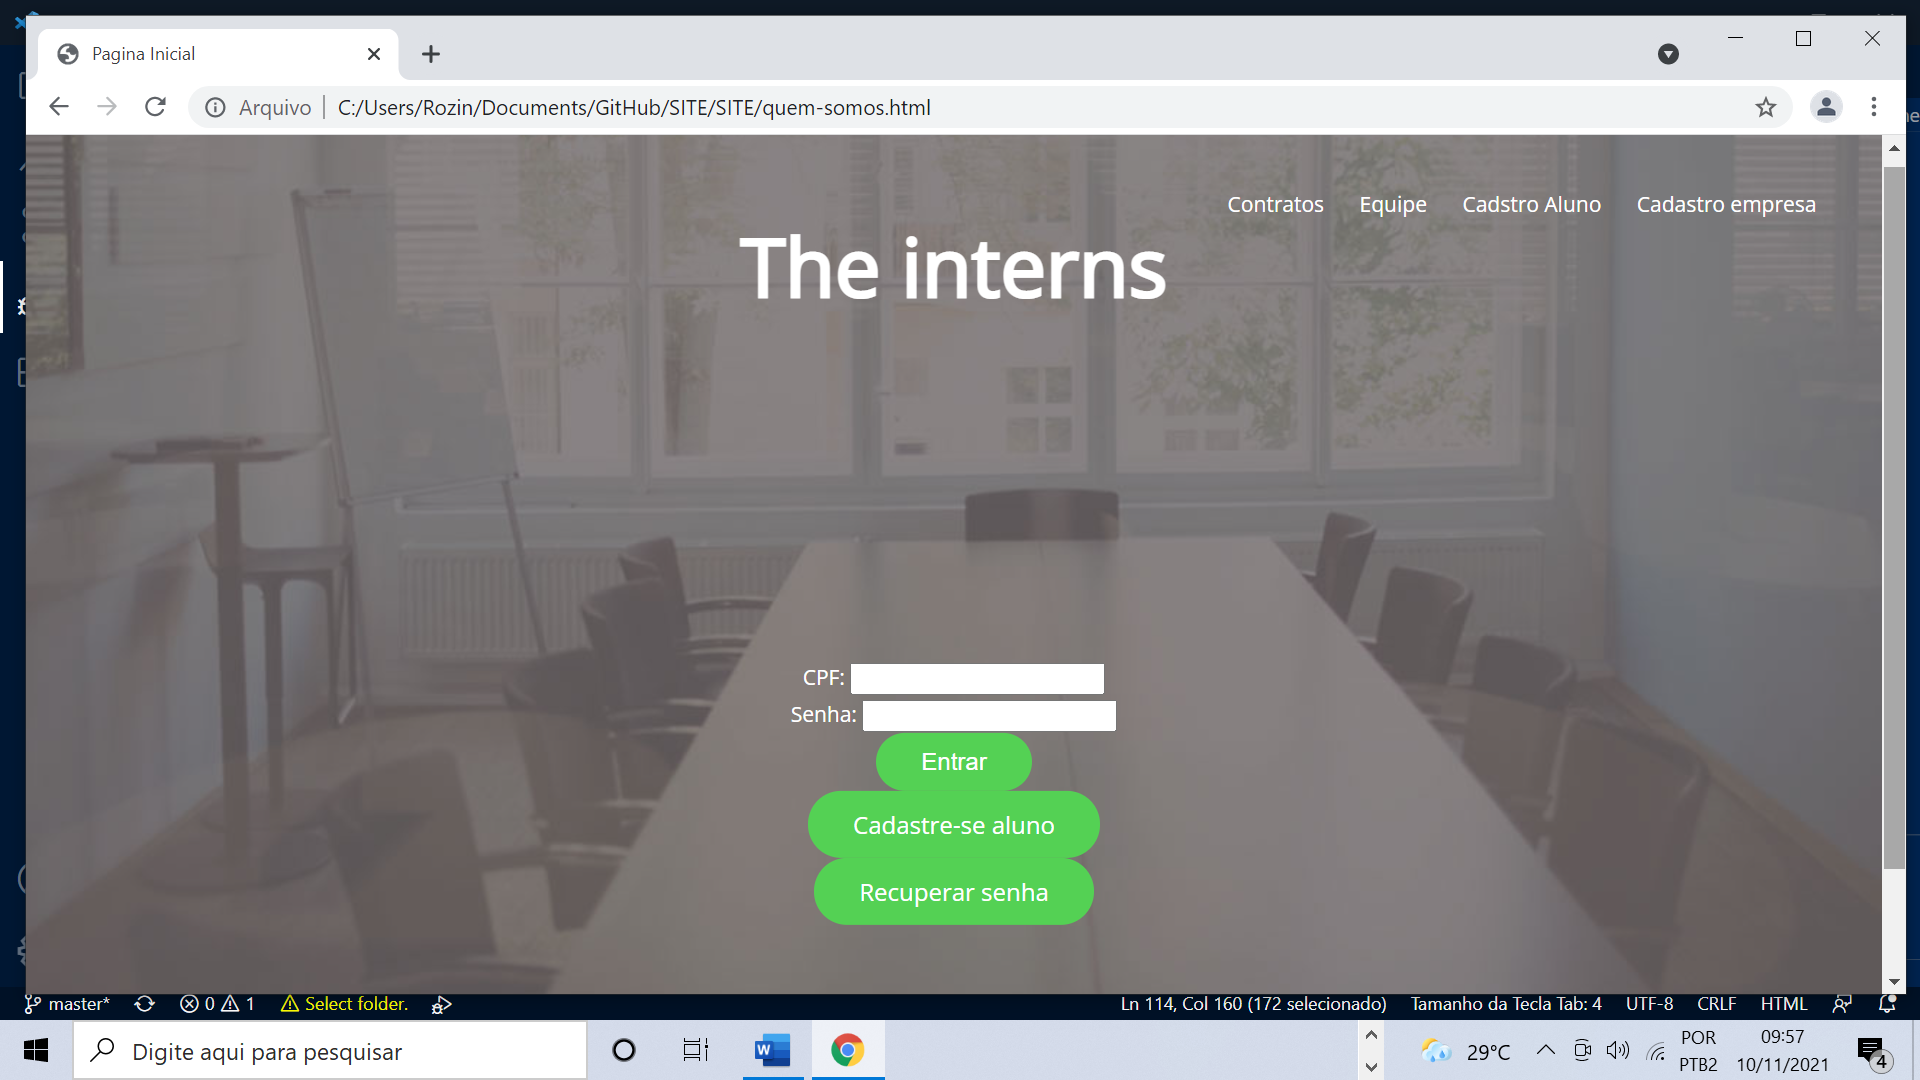 Pagina Inicial
Arquivo
C:/Users/Rozin/Documents/GitHub/SITE/SITE/quem-somos.html
ne
Contratos Equipe Cadstro Aluno Cadastro empresa
The interns
CPF:
Senha:
Entrar
Cadastre-se aluno
Recuperar senha
master* 0 1 Select folder. Ln 114, Col 160 (172 selecionado) Tamanho da Tecla Tab: 4 UTF-8 CRLF HTML
Digite aqui para pesquisar
W
29°C
POR
PTB2
09:57
10/11/2021
4